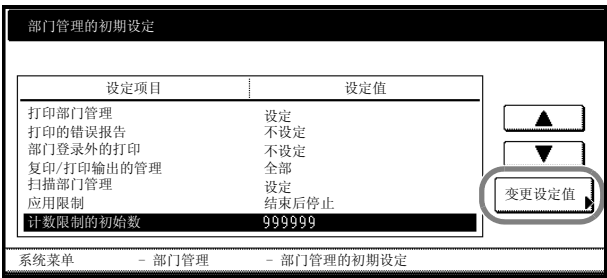 部门管理的初期设定
设定项目 设定值
打印部门管理 设定
打印的错误报告 不设定
部门登录外的打印 不设定
复印/打印输出的管理 全部
扫描部门管理 设定
应用限制 结束后停止
计数限制的初始数 999999
变更设定值
系统菜单 - 部门管理 - 部门管理的初期设定